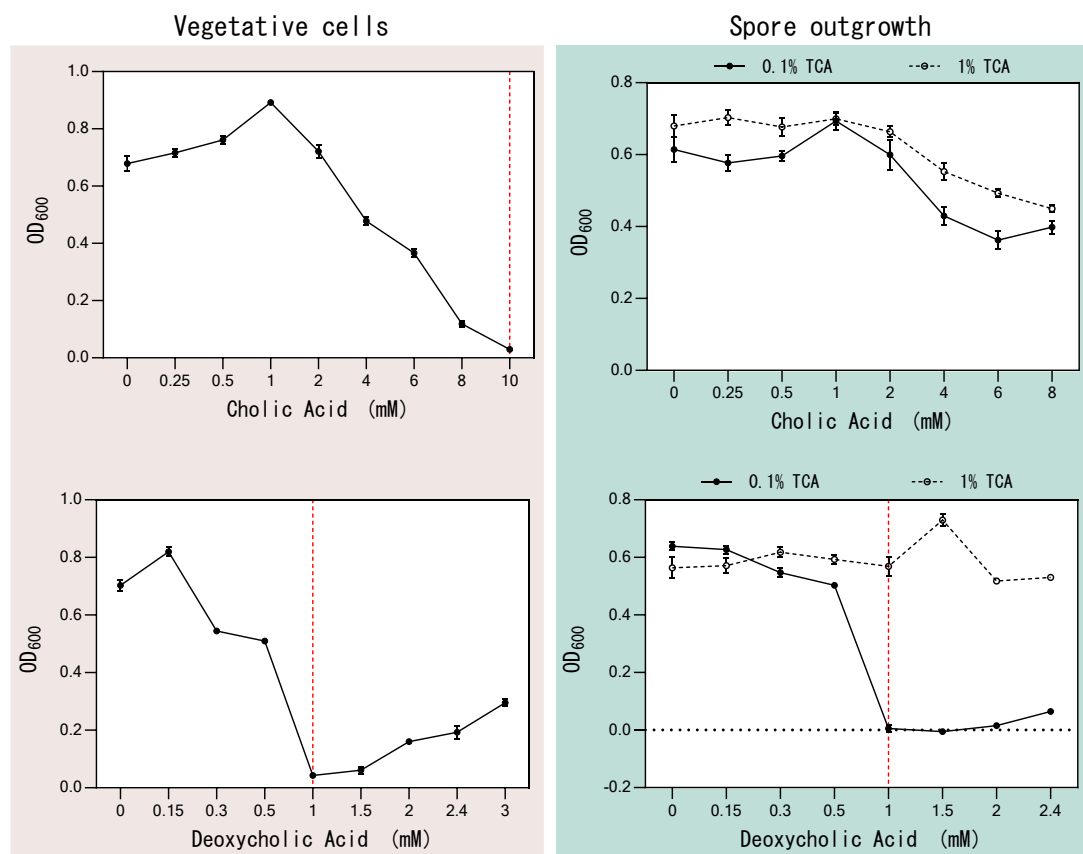 Vegetative cells
1.0
0.8
0.6
0.4
0.2
0.0
OD600
0 0.25 0.5 1 2 4 6 8 10
Cholic Acid (mM)
Spore outgrowth
0.1% TCA 1% TCA
0.8
0.6
0.4
0.2
0.0
OD600
0 0.25 0.5 1 2 4 6 8
Cholic Acid (mM)
1.0
0.8
0.6
0.4
0.2
0.0
OD600
0 0.15 0.3 0.5 1 1.5 2 2.4 3
Deoxycholic Acid (mM)
0.1% TCA 1% TCA
0.8
0.6
0.4
0.2
0.0
-0.2
OD600
0 0.15 0.3 0.5 1 1.5 2 2.4
Deoxycholic Acid (mM)